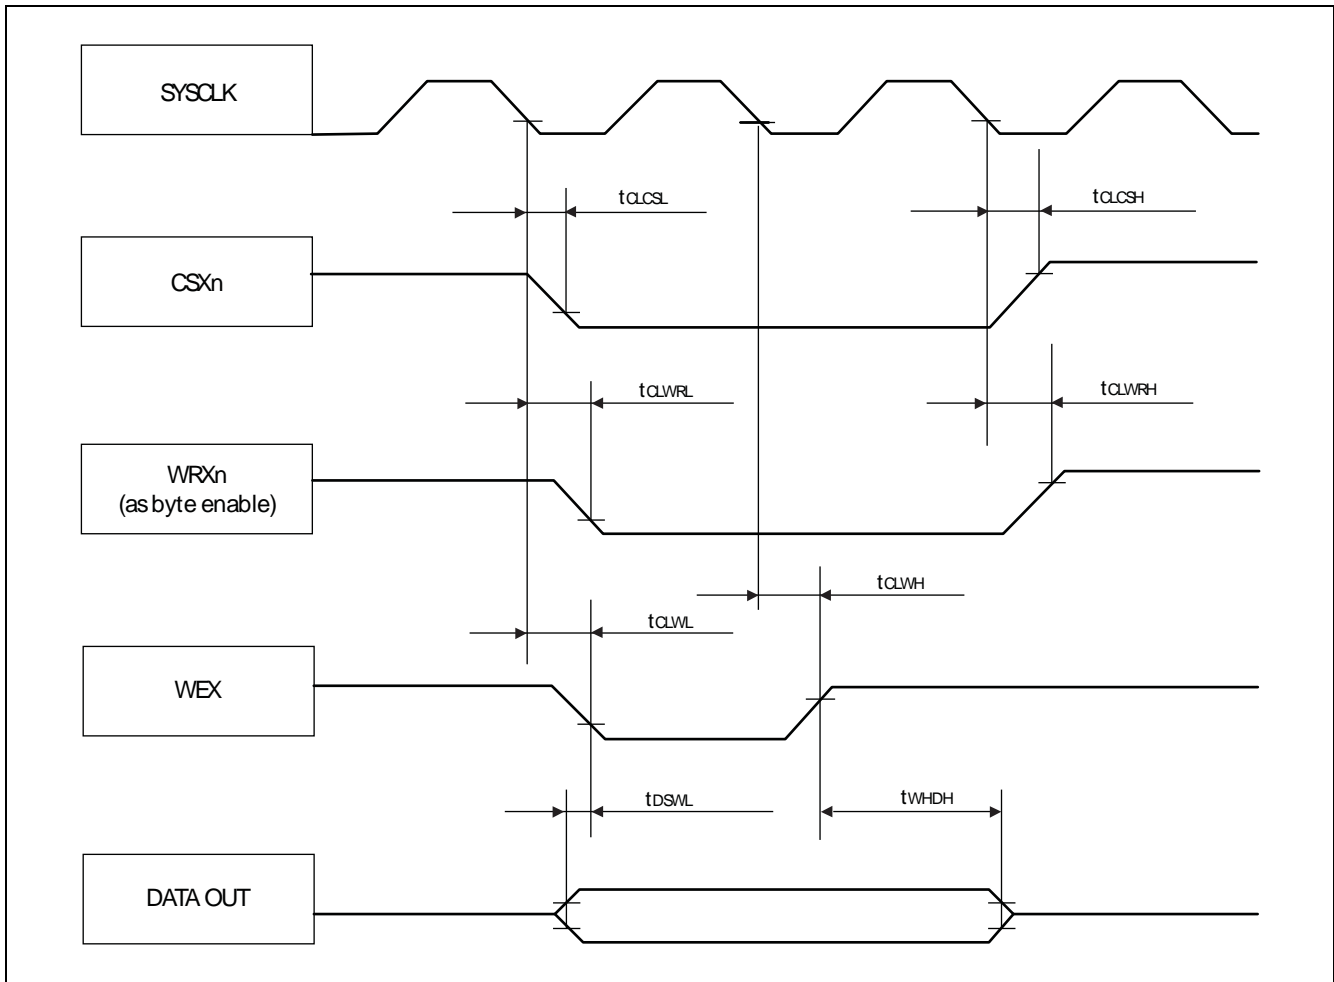 SYSCLK
tCLCSL
tCLCSH
CSXn
tCLWRL
tCLWRH
WRXn
(as byte enable)
tCLWH
tCLWL
WEX
tDSWL
tWHDH
DATA OUT